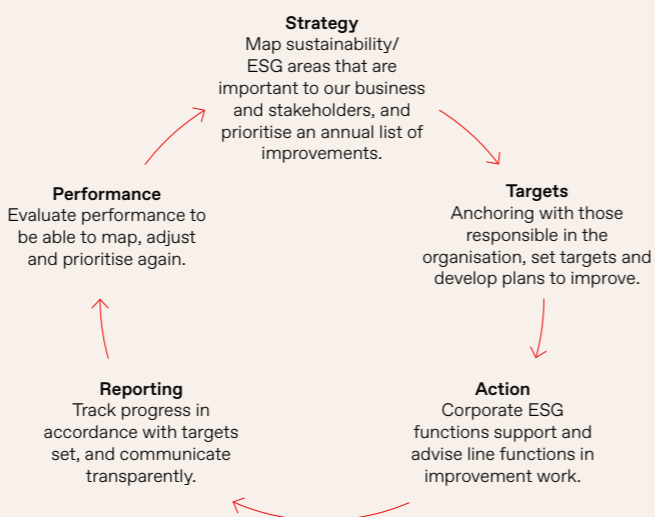 Strategy
Map sustainability/
ESG areas that are
important to our business
and stakeholders, and
prioritise an annual list of
improvements.
Targets
Anchoring with those
responsible in the
organisation, set targets and
develop plans to improve.
Action
Corporate ESG
functions support and
advise line functions in
improvement work.
Reporting
Track progress in
accordance with targets
set, and communicate
transparently.
Performance
Evaluate performance to
be able to map, adjust
and prioritise again.